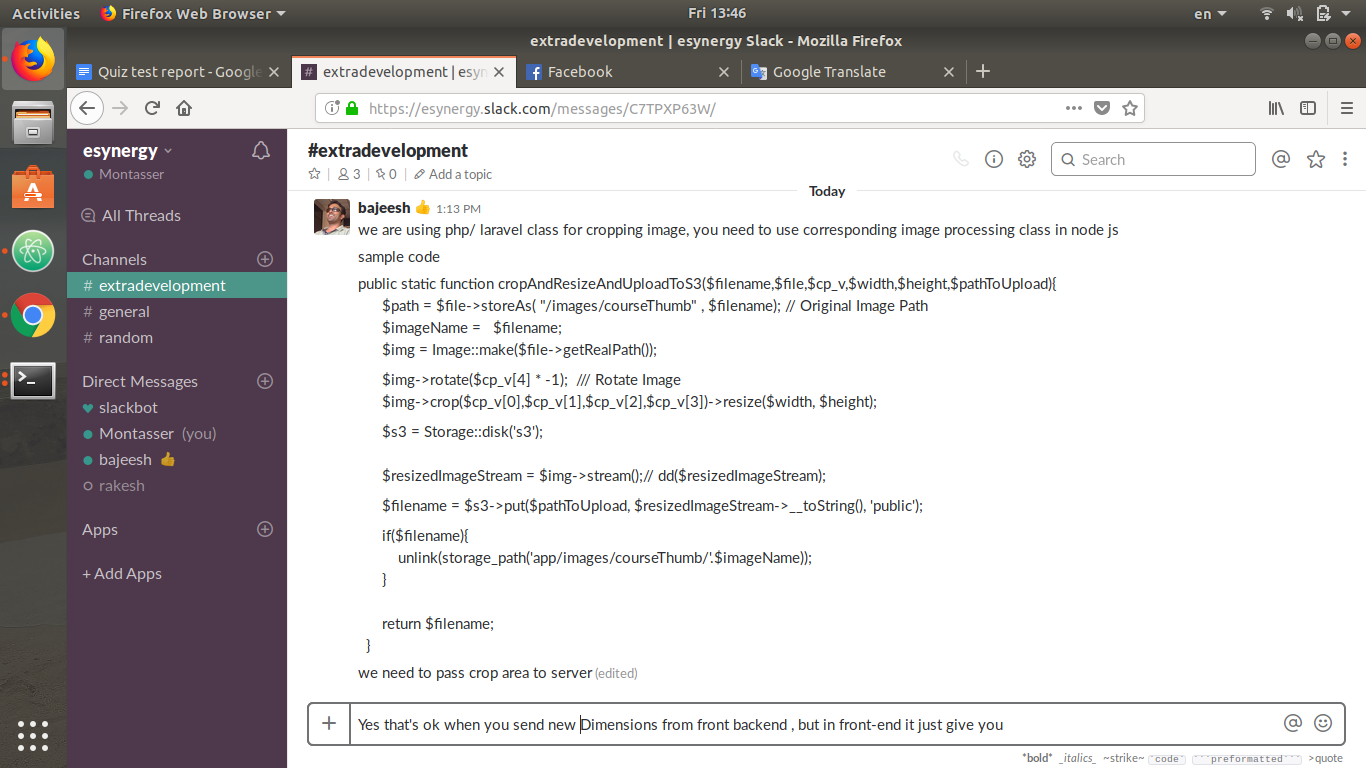 Activities
Firefox Web Browser
Fri 13:46
en
extradevelopment | esynergy Slack - Mozilla Firefox
Quiz test report - Google
extradevelopment | esyn
Facebook
Google Translate
https://esynergy.slack.com/messages/C7TPXP63W/
esynergy
Montasser
All Threads
Channels
# extradevelopment
# general
# random
Direct Messages
slackbot
Montasser (you)
bajeesh 👍
rakesh
Apps
+ Add Apps
#extradevelopment
3
0
Add a topic
Search
Today
bajeesh 👍 1:13 PM
we are using php/ laravel class for cropping image, you need to use corresponding image processing class in node js
sample code
public static function cropAndResizeAndUploadToS3($filename,$file,$cp_v,$width,$height,$pathToUpload){
$path = $file->storeAs( "/images/courseThumb" , $filename); // Original Image Path
$imageName =   $filename;
$img = Image::make($file->getRealPath());
$img->rotate($cp_v[4] * -1);  /// Rotate Image
$img->crop($cp_v[0],$cp_v[1],$cp_v[2],$cp_v[3])->resize($width, $height);
$s3 = Storage::disk('s3');
$resizedImageStream = $img->stream();// dd($resizedImageStream);
$filename = $s3->put($pathToUpload, $resizedImageStream->__toString(), 'public');
if($filename){
unlink(storage_path('app/images/courseThumb/'.$imageName));
}
return $filename;
}
we need to pass crop area to server (edited)
Yes that's ok when you send new Dimensions from front backend , but in front-end it just give you
*bold* _italics_ ~strike~ `code` ```preformatted``` >quote